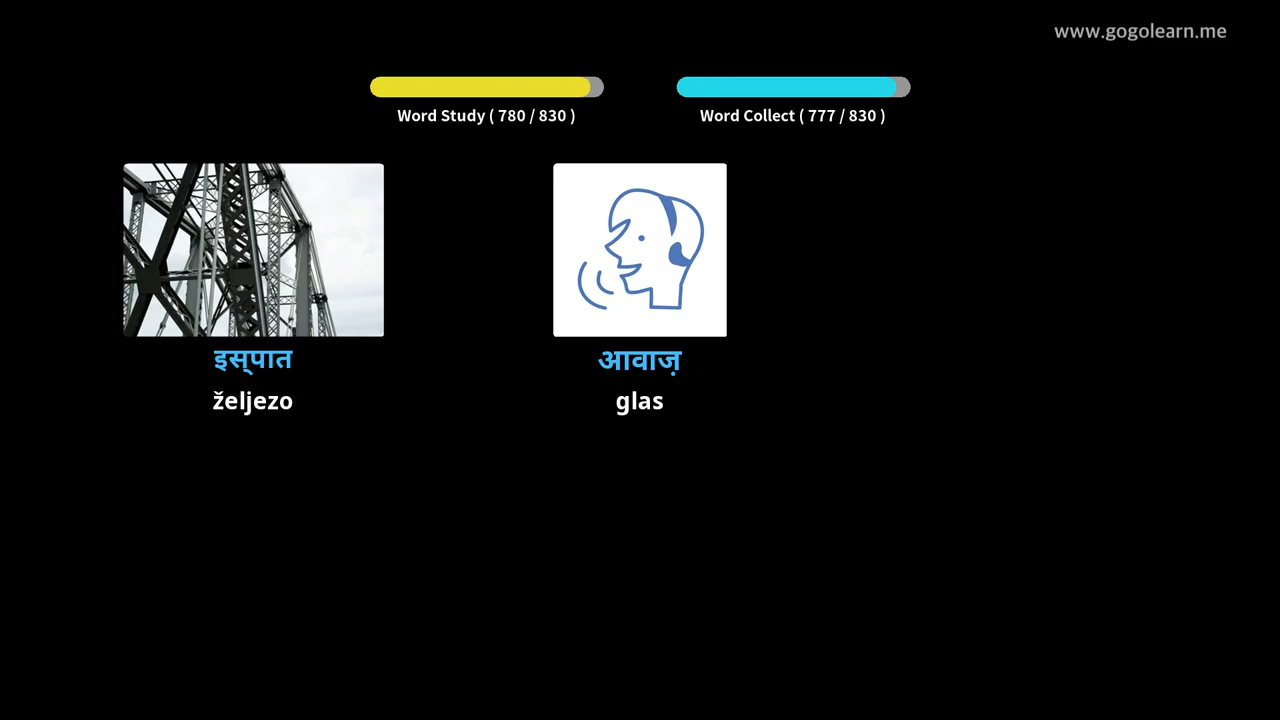 www.gogolearn.me
Word Study ( 780 / 830 )
Word Collect ( 777 / 830 )
इस्पात
željezo
आवाज़
glas